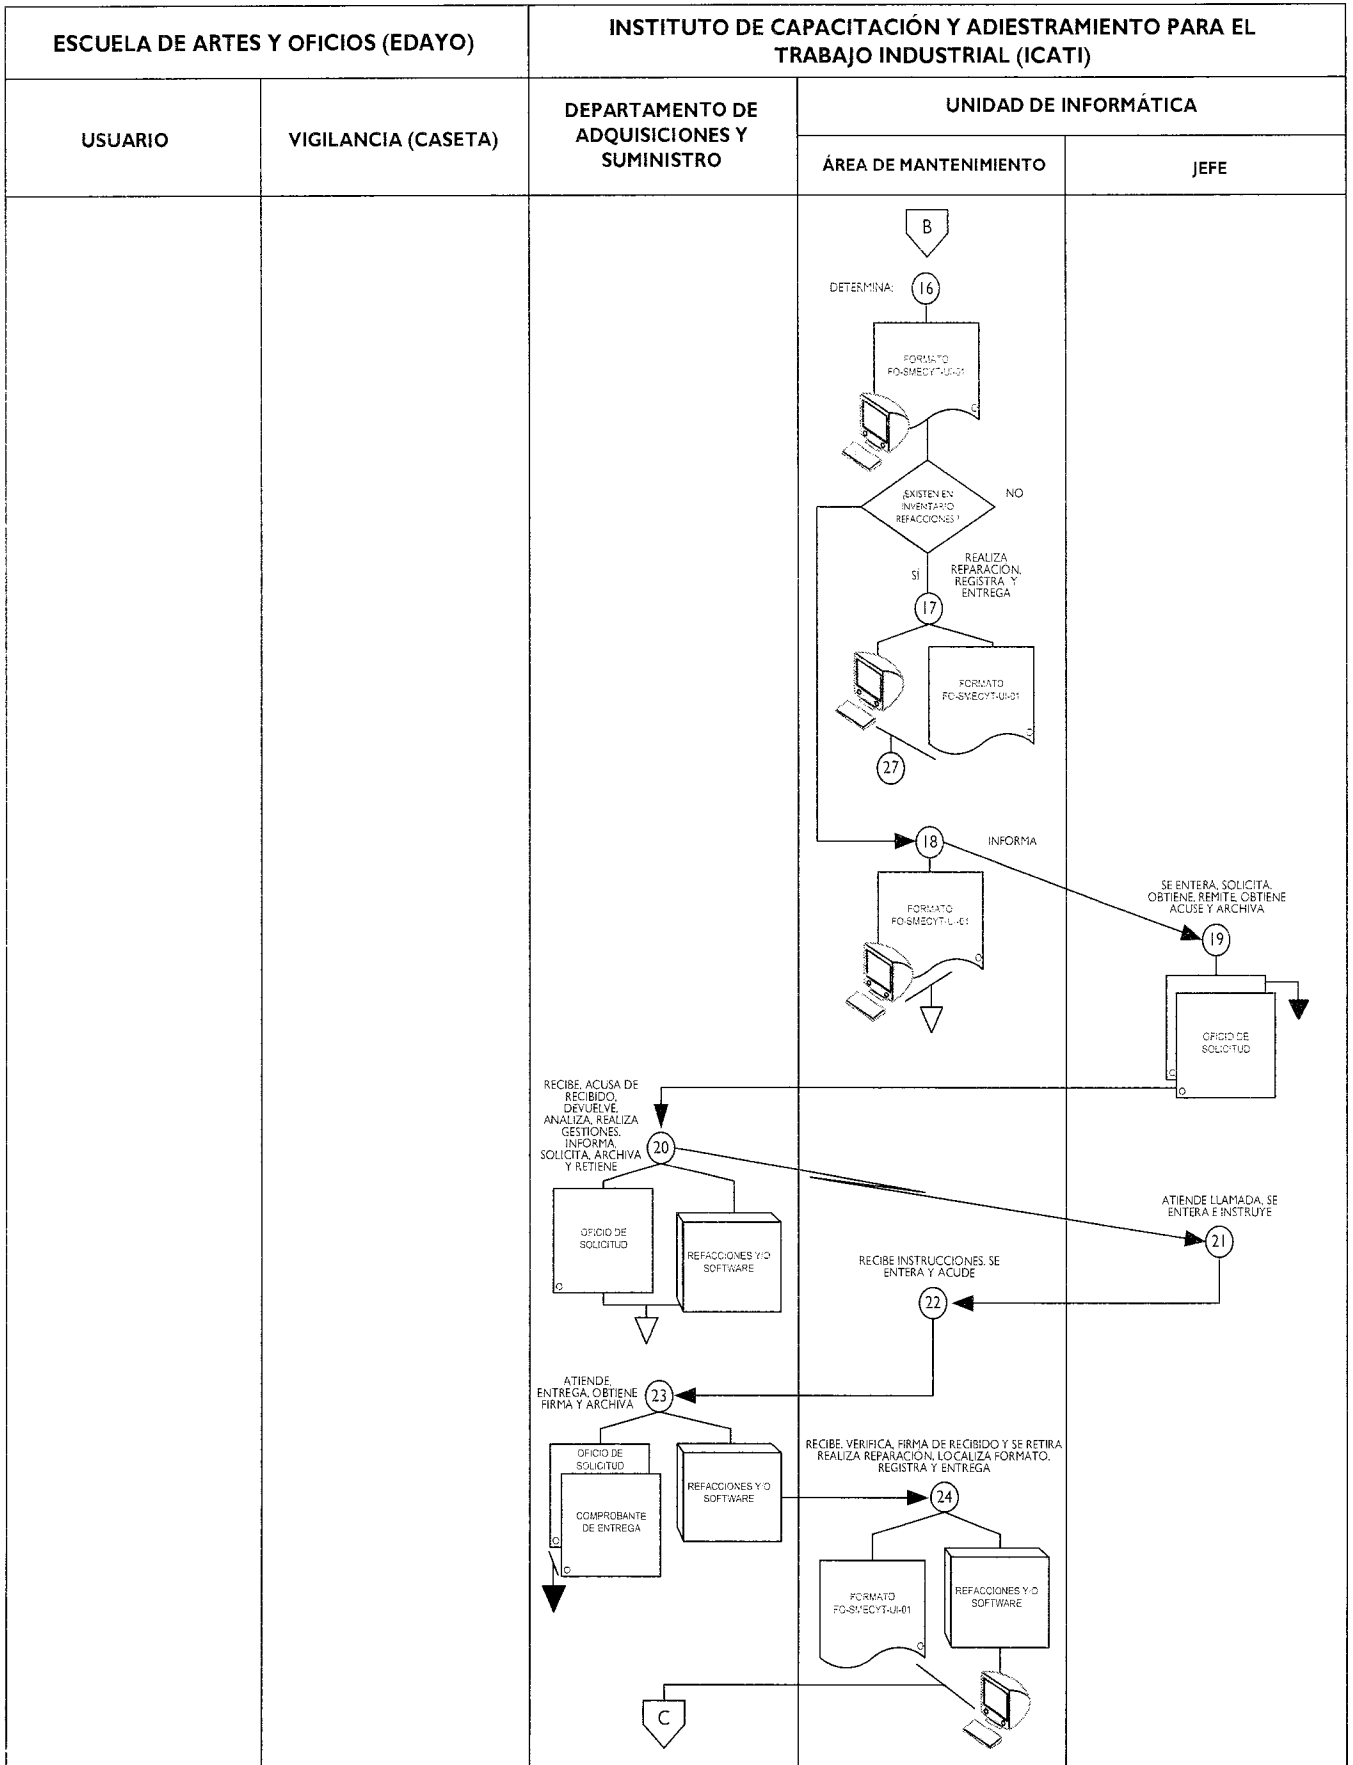 ESCUELA DE ARTES Y OFICIOS (EDAYO)
INSTITUTO DE CAPACITACIÓN Y ADIESTRAMIENTO PARA EL
TRABAJO INDUSTRIAL (ICATI)
USUARIO
VIGILANCIA (CASETA)
DEPARTAMENTO DE
ADQUISICIONES Y
SUMINISTRO
UNIDAD DE INFORMÁTICA
ÁREA DE MANTENIMIENTO
JEFE
B
DETERMINA:
16
FORMATO
FO-SMECYT-UI-01
¿EXISTEN EN
INVENTARIO
REFACCIONES?
NO
SÍ
REALIZA
REPARACIÓN,
REGISTRA Y
ENTREGA
17
FORMATO
FO-SMECYT-UI-01
27
18
INFORMA
FORMATO
FO-SMECYT-UI-01
SE ENTERA, SOLICITA,
OBTIENE, REMITE, OBTIENE
ACUSE Y ARCHIVA
19
OFICIO DE
SOLICITUD
RECIBE, ACUSA DE
RECIBIDO,
DEVUELVE,
ANALIZA, REALIZA
GESTIONES,
INFORMA,
SOLICITA, ARCHIVA
Y RETIENE
20
OFICIO DE
SOLICITUD
REFACCIONES Y/O
SOFTWARE
ATIENDE LLAMADA, SE
ENTERA E INSTRUYE
21
RECIBE INSTRUCCIONES, SE
ENTERA Y ACUDE
22
ATIENDE,
ENTREGA, OBTIENE
FIRMA Y ARCHIVA
23
OFICIO DE
SOLICITUD
COMPROBANTE
DE ENTREGA
REFACCIONES Y/O
SOFTWARE
RECIBE, VERIFICA, FIRMA DE RECIBIDO Y SE RETIRA
REALIZA REPARACIÓN, LOCALIZA FORMATO,
REGISTRA Y ENTREGA
24
FORMATO
FO-SMECYT-UI-01
REFACCIONES Y/O
SOFTWARE
C